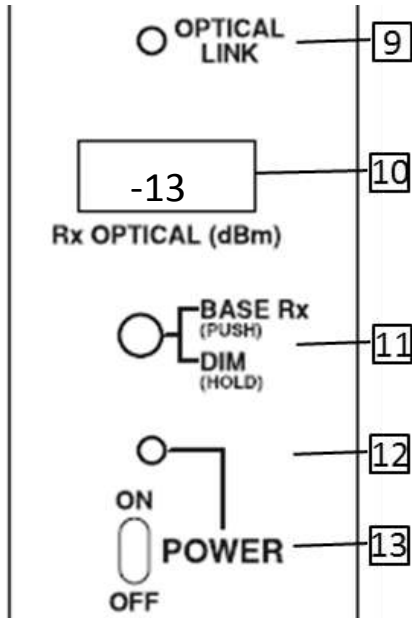 OPTICAL
LINK
9
-13
10
Rx OPTICAL (dBm)
BASE Rx
(PUSH)
DIM
(HOLD)
11
12
ON
POWER
13
OFF